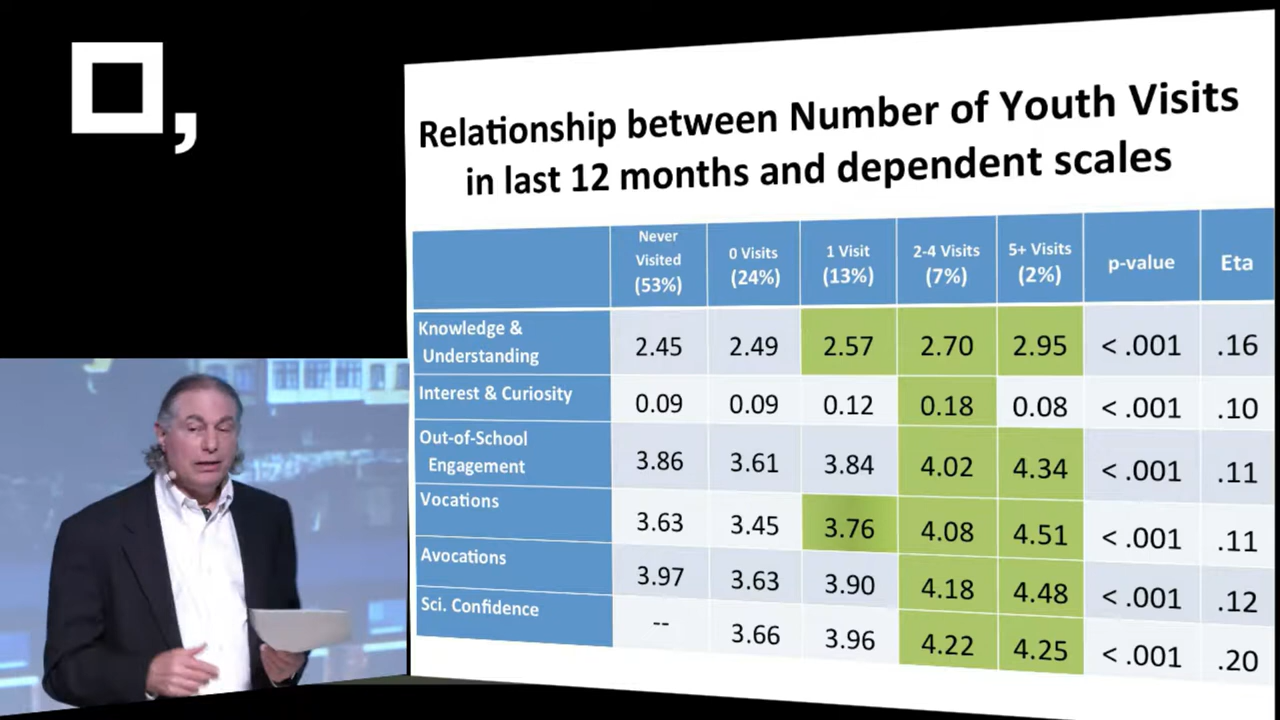 Relationship between Number of Youth Visits
in last 12 months and dependent scales
Never Visited (53%) 0 Visits (24%) 1 Visit (13%) 2-4 Visits (7%) 5+ Visits (2%) p-value Eta
Knowledge & Understanding 2.45 2.49 2.57 2.70 2.95 < .001 .16
Interest & Curiosity 0.09 0.09 0.12 0.18 0.08 < .001 .10
Out-of-School Engagement 3.86 3.61 3.84 4.02 4.34 < .001 .11
Vocations 3.63 3.45 3.76 4.08 4.51 < .001 .11
Avocations 3.97 3.63 3.90 4.18 4.48 < .001 .12
Sci. Confidence -- 3.66 3.96 4.22 4.25 < .001 .20